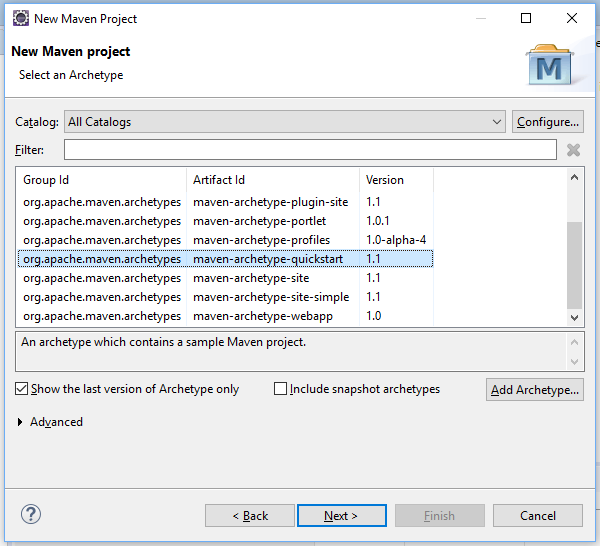 New Maven Project
New Maven project
Select an Archetype
M
Catalog: All Catalogs Configure...
Filter:
Group Id Artifact Id Version
org.apache.maven.archetypes maven-archetype-plugin-site 1.1
org.apache.maven.archetypes maven-archetype-portlet 1.0.1
org.apache.maven.archetypes maven-archetype-profiles 1.0-alpha-4
org.apache.maven.archetypes maven-archetype-quickstart 1.1
org.apache.maven.archetypes maven-archetype-site 1.1
org.apache.maven.archetypes maven-archetype-site-simple 1.1
org.apache.maven.archetypes maven-archetype-webapp 1.0
An archetype which contains a sample Maven project.
Show the last version of Archetype only Include snapshot archetypes Add Archetype...
Advanced
? < Back Next > Finish Cancel